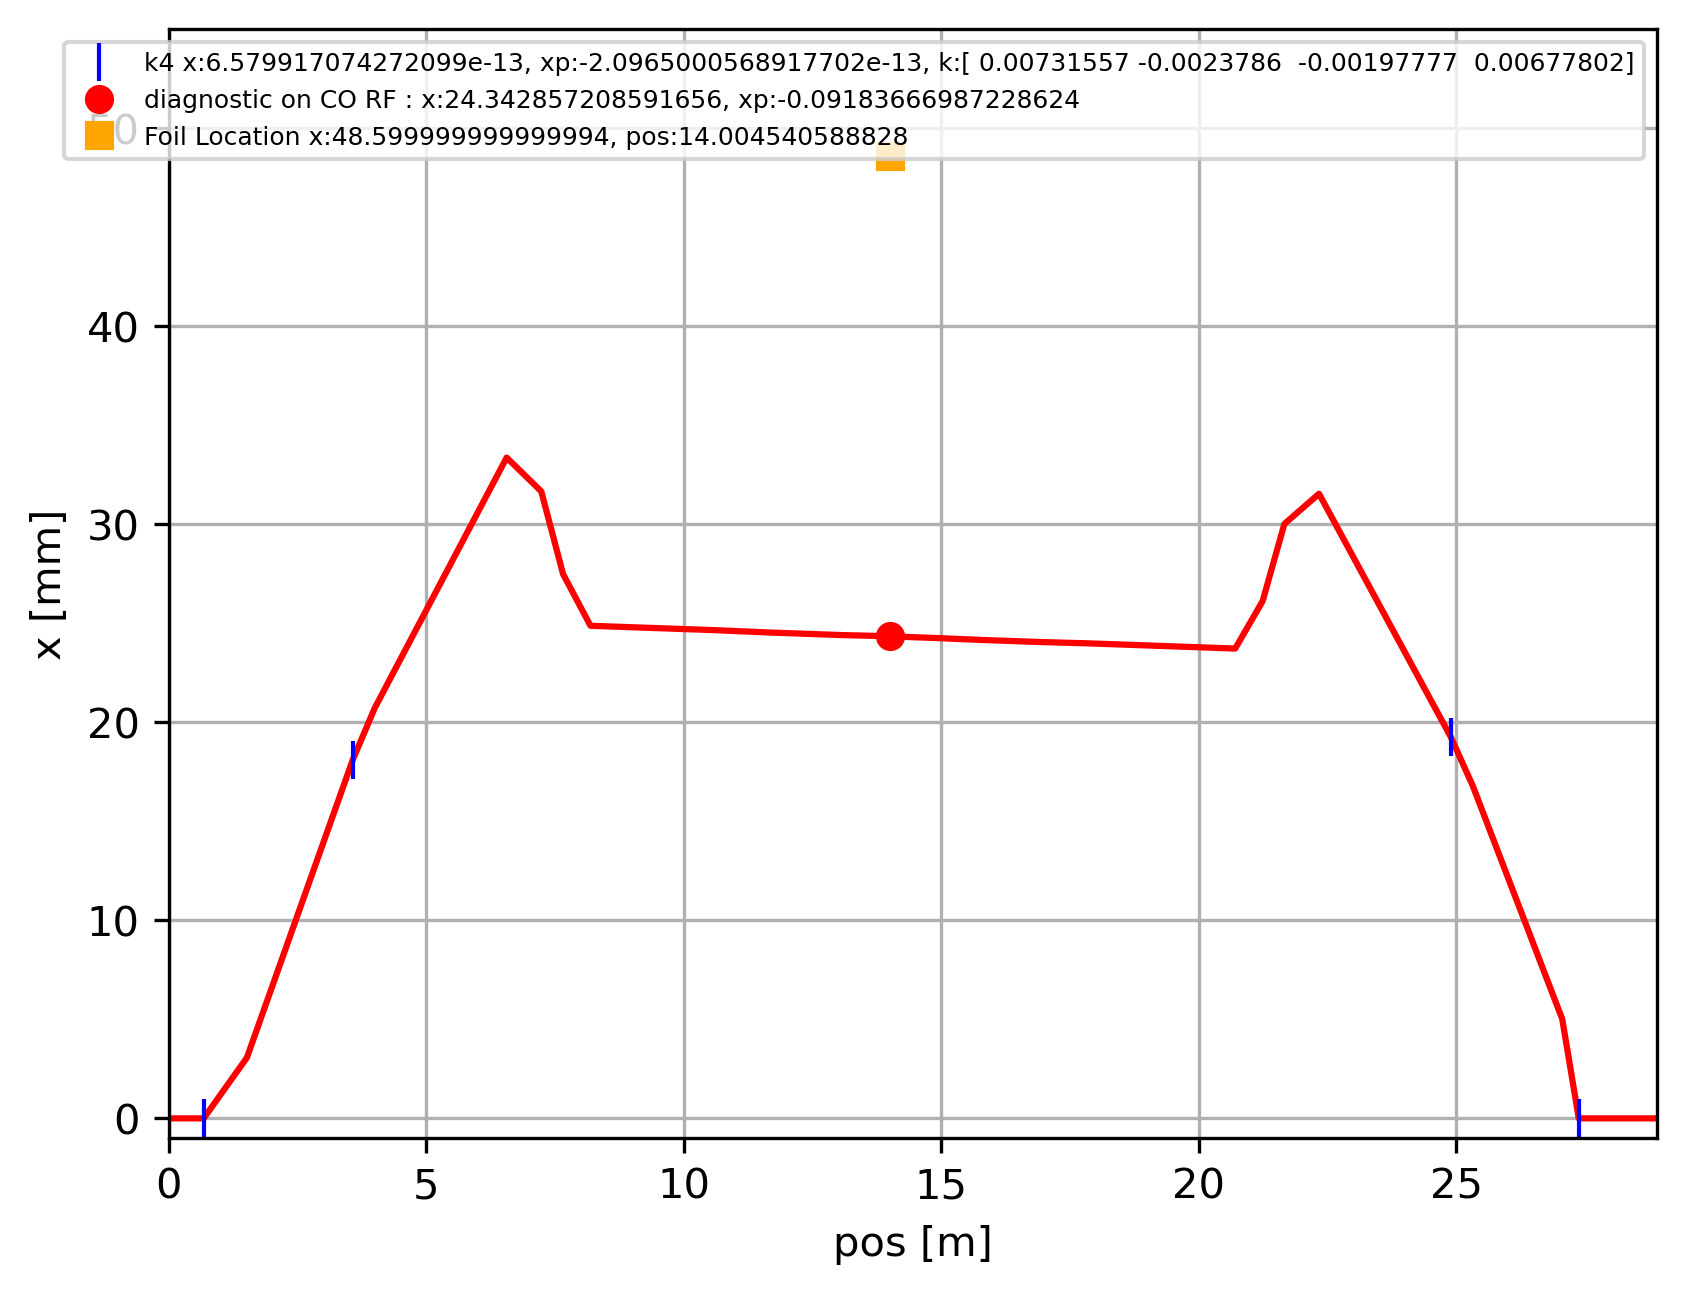 k4 x:6.579917074272099e-13, xp:-2.0965000568917702e-13, k:[ 0.00731557 -0.0023786  -0.00197777  0.00677802]
diagnostic on CO RF : x:24.342857208591656, xp:-0.09183666987228624
Foil Location x:48.599999999999994, pos:14.004540588828
50
40
30
20
10
0
x [mm]
0 5 10 15 20 25
pos [m]